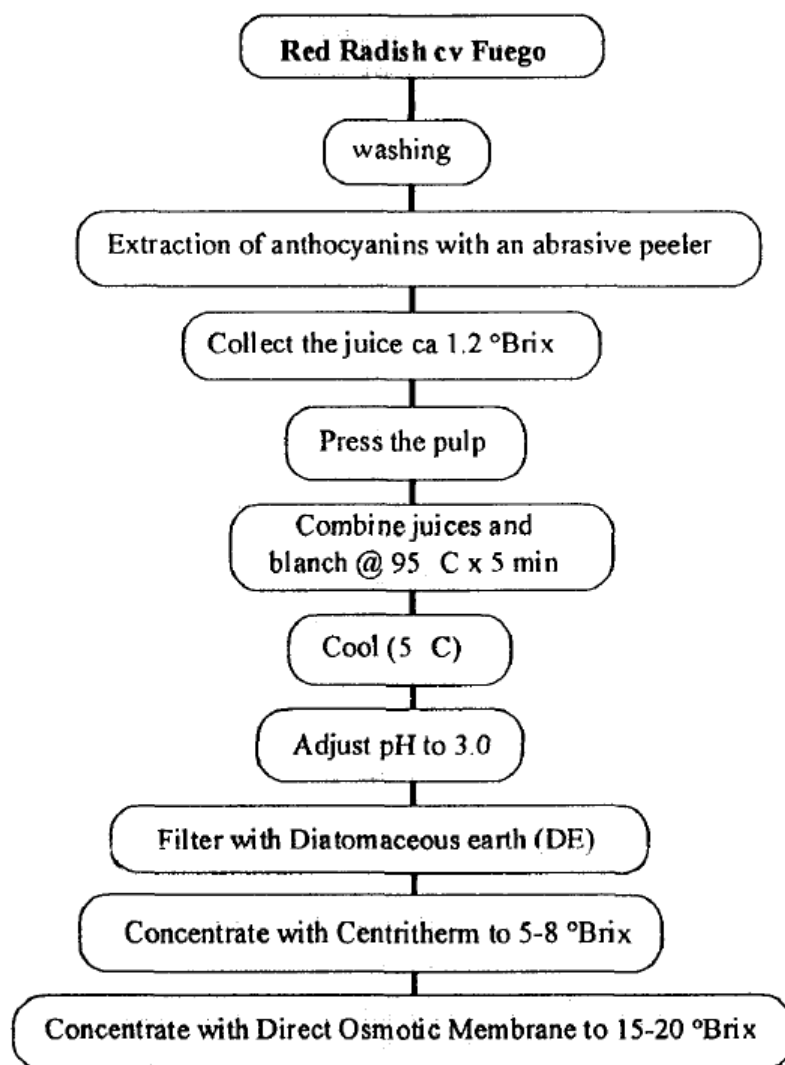 Red Radish cv Fuego
washing
Extraction of anthocyanins with an abrasive peeler
Collect the juice ca 1.2 °Brix
Press the pulp
Combine juices and
blanch @ 95 C x 5 min
Cool (5 C)
Adjust pH to 3.0
Filter with Diatomaceous earth (DE)
Concentrate with Centritherm to 5-8 °Brix
Concentrate with Direct Osmotic Membrane to 15-20 °Brix